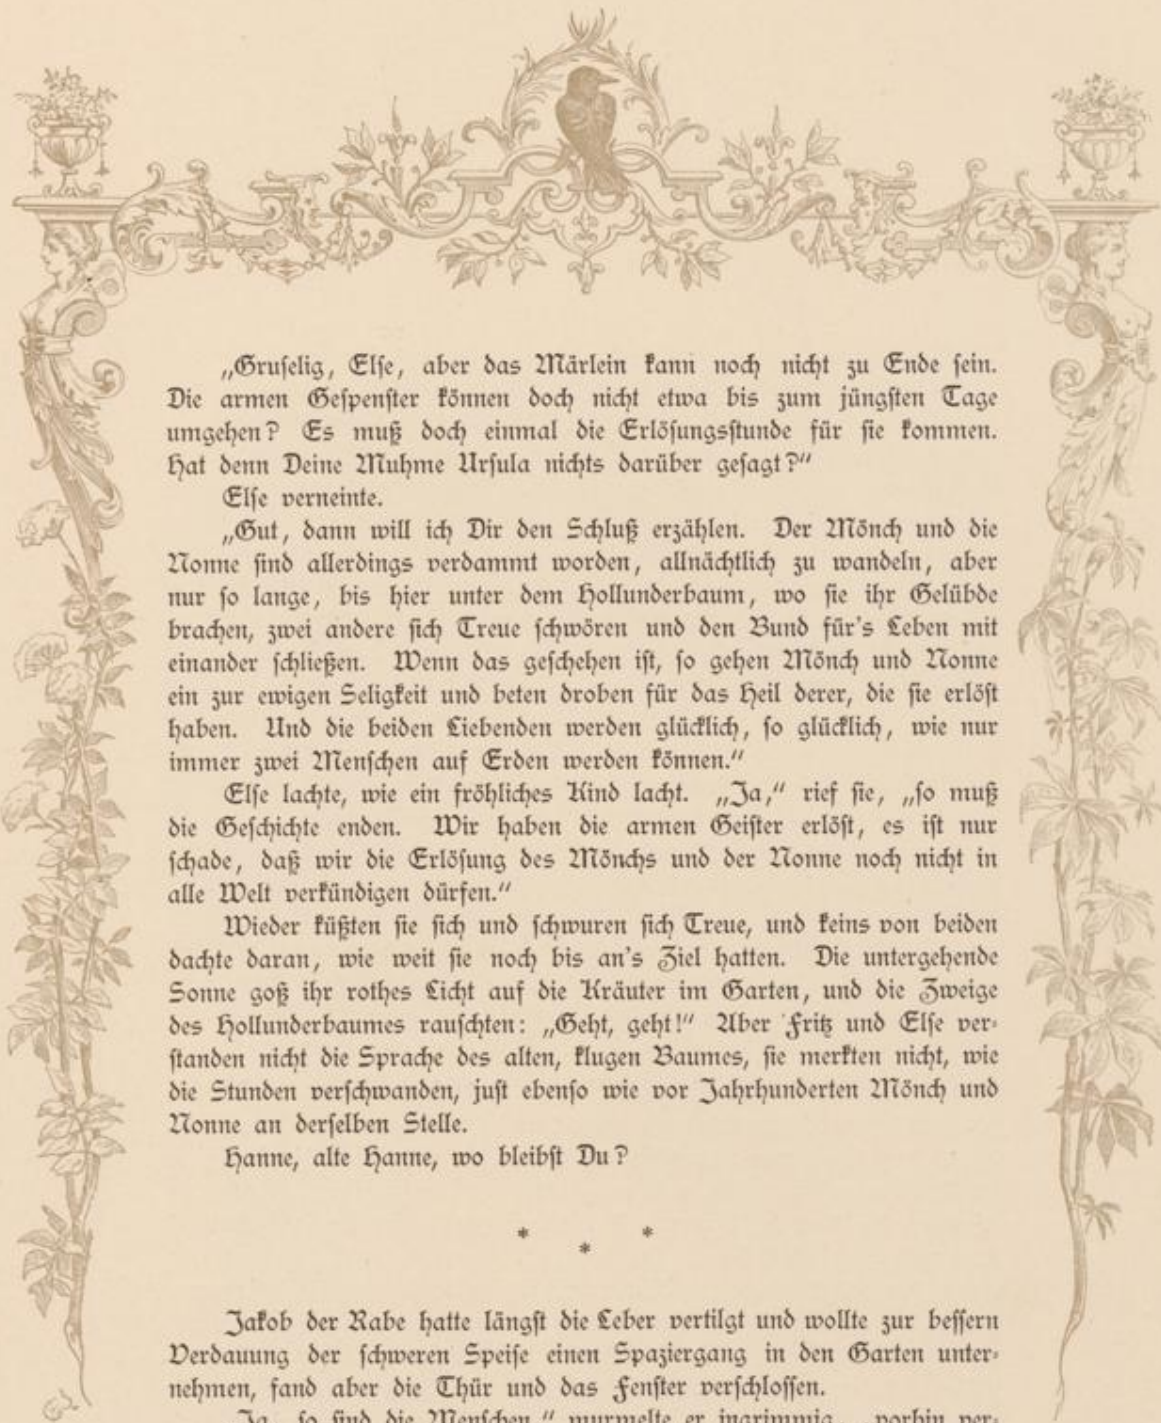 „Gruselig, Else, aber das Märlein kann noch nicht zu Ende sein.
Die armen Gespenster können doch nicht etwa bis zum jüngsten Tage
umgehen? Es muß doch einmal die Erlösungsstunde für sie kommen.
Hat denn Deine Muhme Ursula nichts darüber gesagt?“
Else verneinte.
„Gut, dann will ich Dir den Schluß erzählen. Der Mönch und die
Nonne sind allerdings verdammt worden, allnächtlich zu wandeln, aber
nur so lange, bis hier unter dem Hollunderbaum, wo sie ihr Gelübde
brachen, zwei andere sich Treue schwören und den Bund für's Leben mit
einander schließen. Wenn das geschehen ist, so gehen Mönch und Nonne
ein zur ewigen Seligkeit und beten droben für das Heil derer, die sie erlöst
haben. Und die beiden Liebenden werden glücklich, so glücklich, wie nur
immer zwei Menschen auf Erden werden können.“
Else lachte, wie ein fröhliches Kind lacht. „Ja,“ rief sie, „so muß
die Geschichte enden. Wir haben die armen Geister erlöst, es ist nur
schade, daß wir die Erlösung des Mönchs und der Nonne noch nicht in
alle Welt verkündigen dürfen.“
Wieder küßten sie sich und schwuren sich Treue, und keins von beiden
dachte daran, wie weit sie noch bis an's Ziel hatten. Die untergehende
Sonne goß ihr rothes Licht auf die Kräuter im Garten, und die Zweige
des Hollunderbaumes rauschten: „Geht, geht!“ Aber Fritz und Else ver-
standen nicht die Sprache des alten, klugen Baumes, sie merkten nicht, wie
die Stunden verschwanden, just ebenso wie vor Jahrhunderten Mönch und
Nonne an derselben Stelle.
Hanne, alte Hanne, wo bleibst Du?
* * *
Jakob der Rabe hatte längst die Leber vertilgt und wollte zur bessern
Verdauung der schweren Speise einen Spaziergang in den Garten unter-
nehmen, fand aber die Thür und das Fenster verschlossen.
„Ja, so sind die Menschen,“ murmelte er ingrimmig, „vorhin ver-